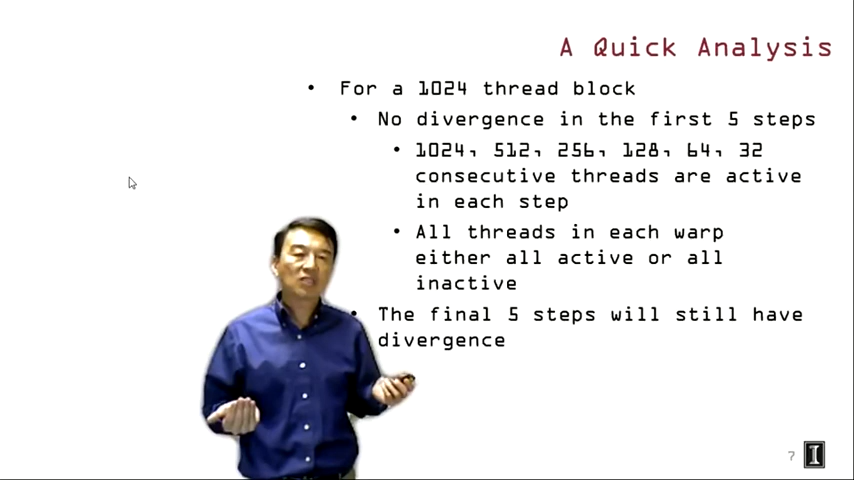 A Quick Analysis
• For a 1024 thread block
• No divergence in the first 5 steps
• 1024, 512, 256, 128, 64, 32
consecutive threads are active
in each step
• All threads in each warp
either all active or all
inactive
• The final 5 steps will still have
divergence
7 I